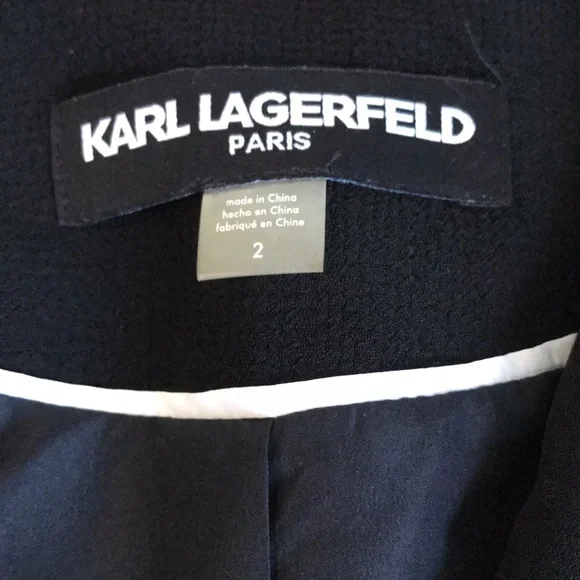 KARL LAGERFELD
PARIS
made in China
hecho en China
fabriqué en Chine
2